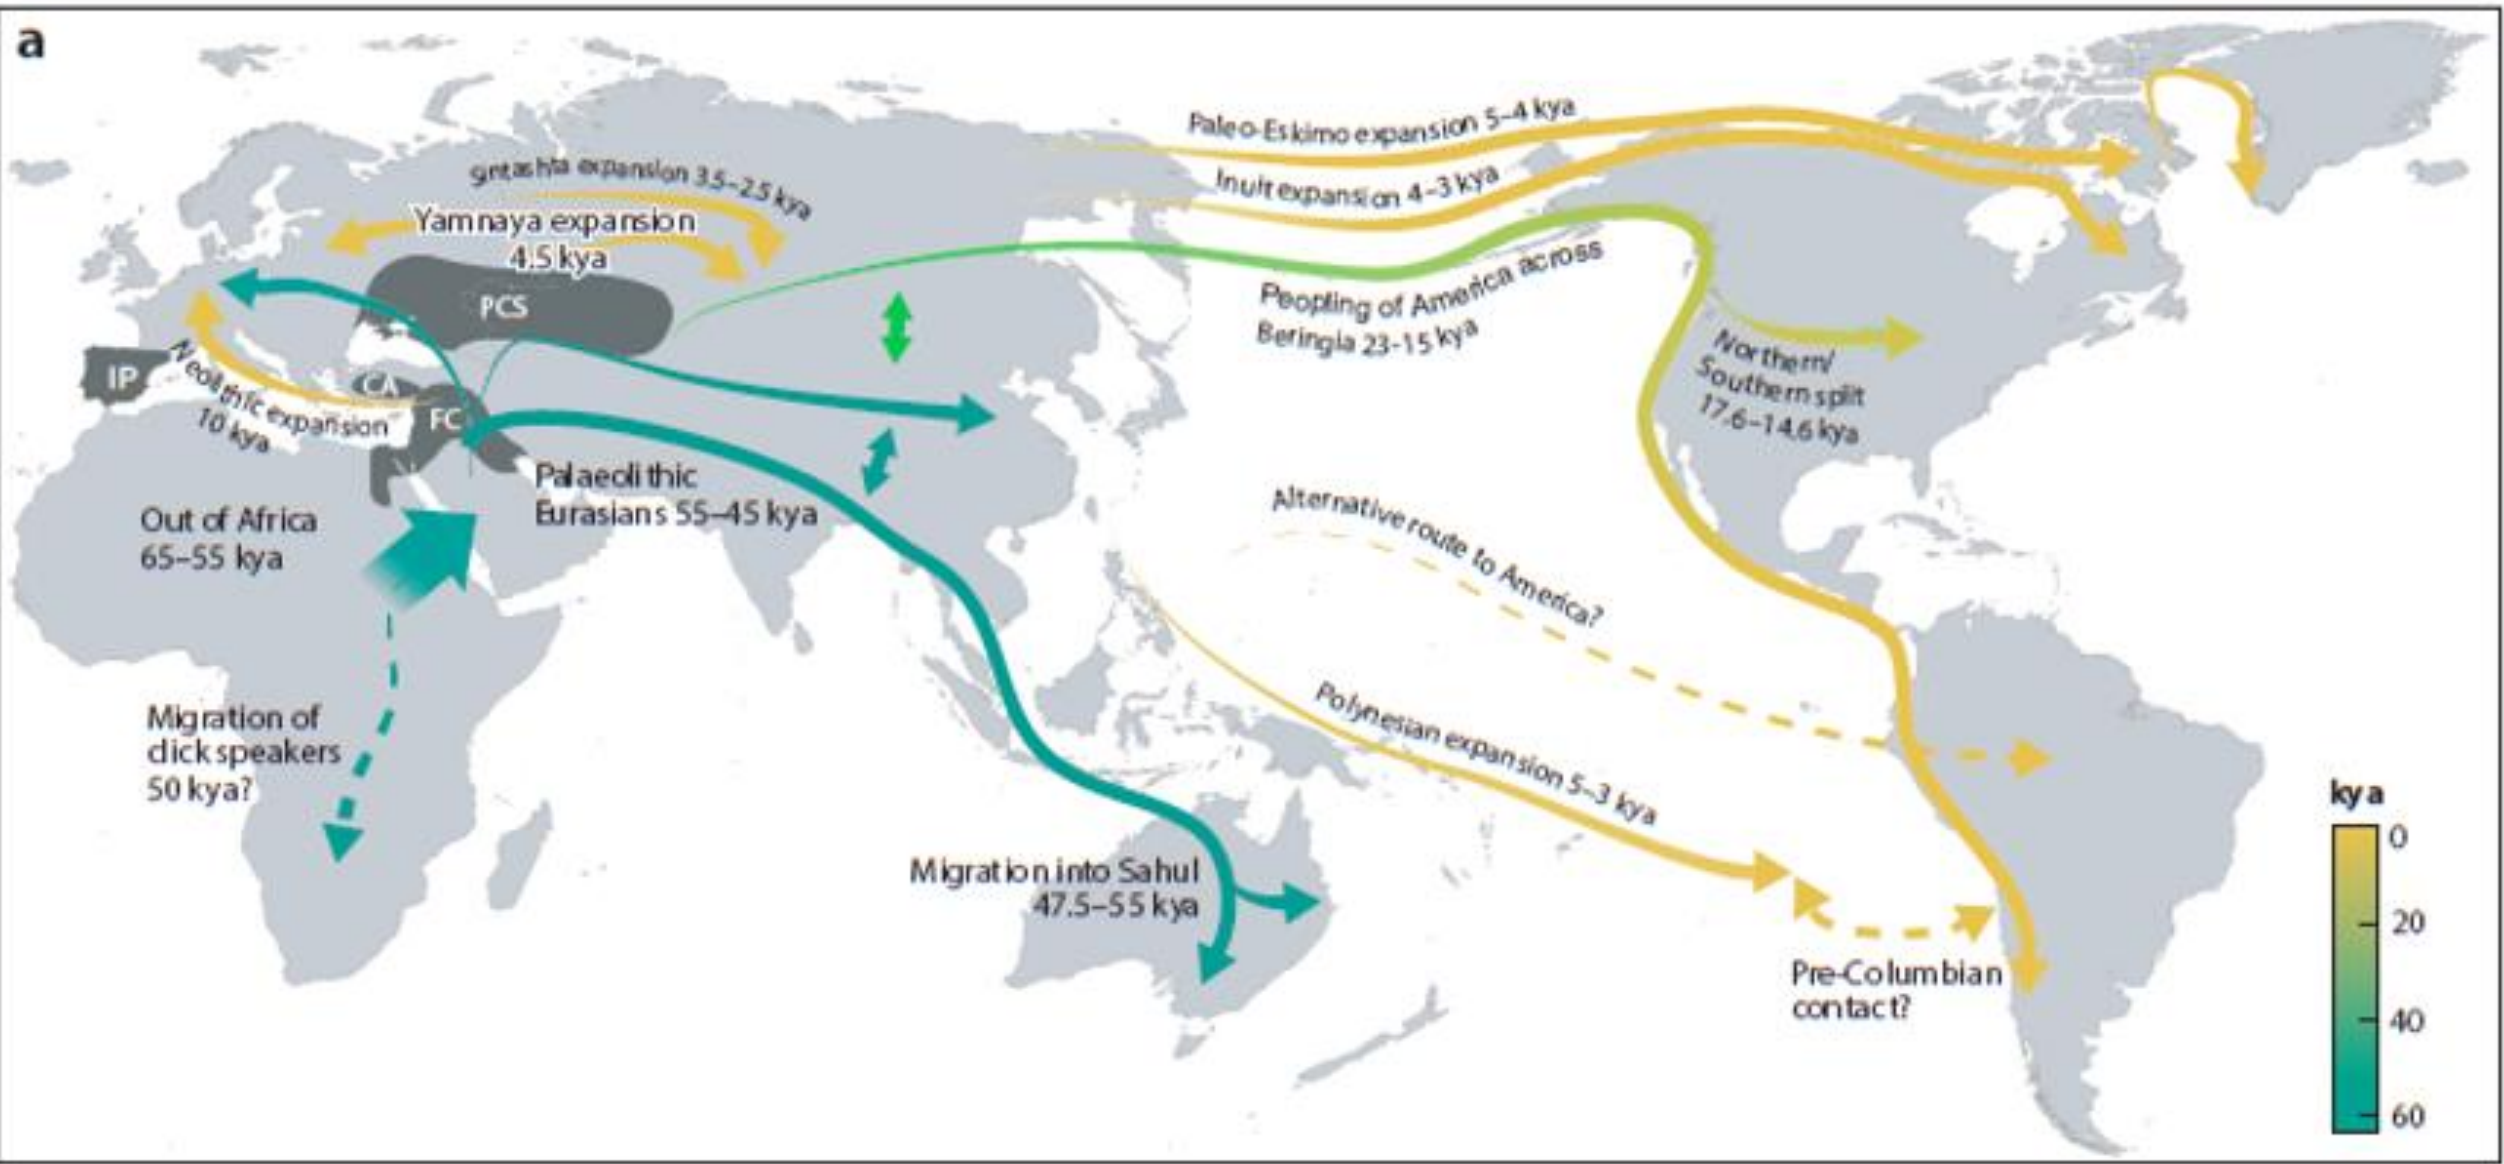 a
Paleo-Eskimo expansion 5–4 kya
Inuit expansion 4–3 kya
Sintashta expansion 3.5–2.5 kya
Yamnaya expansion
4.5 kya
PCS
Peopling of America across
Beringia 23-15 kya
Northern/
Southern split
17.6–14.6 kya
IP
CA
FC
Neolithic expansion
10 kya
Palaeolithic
Eurasians 55–45 kya
Out of Africa
65–55 kya
Alternative route to America?
Polynesian expansion 5–3 kya
Migration of
click speakers
50 kya?
Migration into Sahul
47.5–55 kya
Pre-Columbian
contact?
kya
0
20
40
60